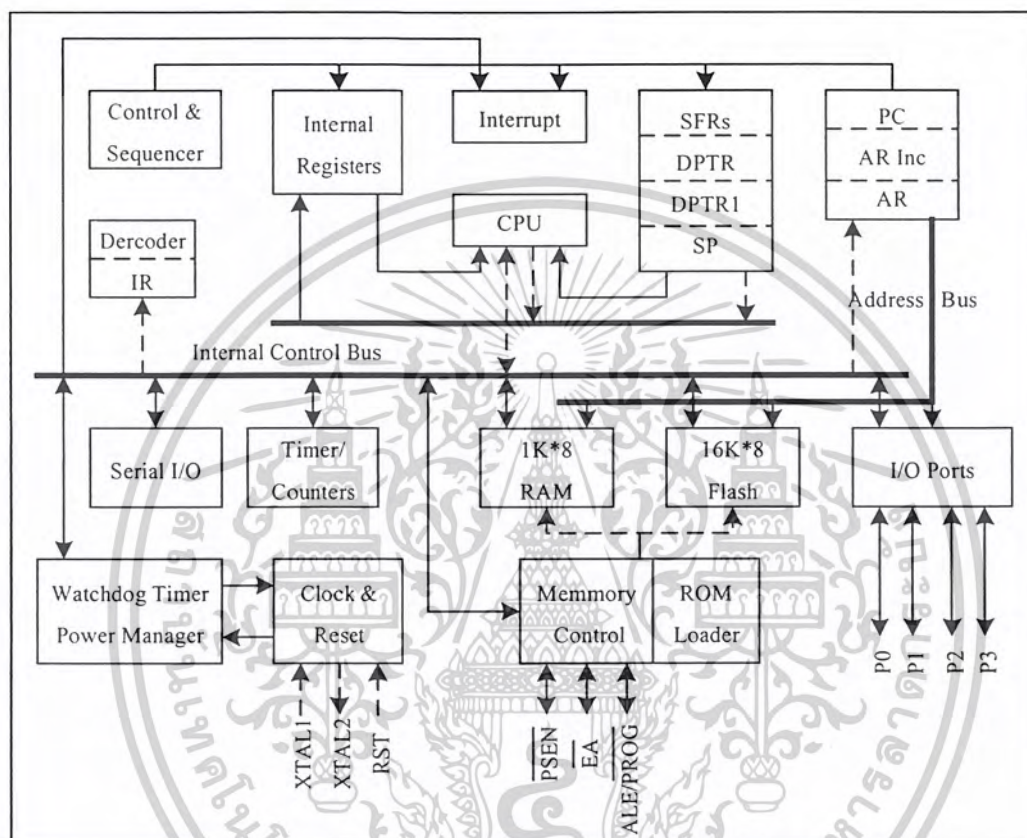 Control &
Sequencer
Internal
Registers
Interrupt
SFRs
DPTR
DPTR1
SP
PC
AR Inc
AR
CPU
Dercoder
IR
Address Bus
Internal Control Bus
Serial I/O
Timer/
Counters
1K*8
RAM
16K*8
Flash
I/O Ports
Watchdog Timer
Power Manager
Clock &
Reset
Memmory
Control
ROM
Loader
P0
P1
P2
P3
XTAL1
XTAL2
RST
PSEN
EA
ALE/PROG